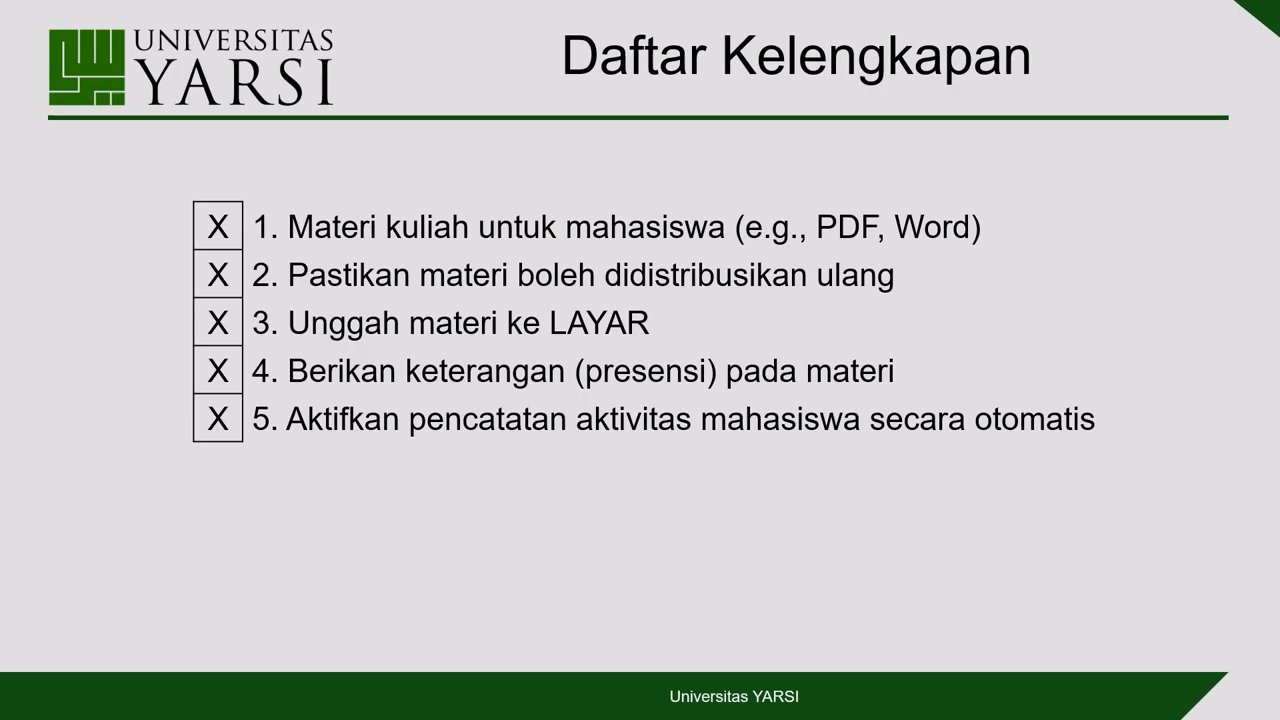 UNIVERSITAS
YARSI
Daftar Kelengkapan
X 1. Materi kuliah untuk mahasiswa (e.g., PDF, Word)
X 2. Pastikan materi boleh didistribusikan ulang
X 3. Unggah materi ke LAYAR
X 4. Berikan keterangan (presensi) pada materi
X 5. Aktifkan pencatatan aktivitas mahasiswa secara otomatis
Universitas YARSI